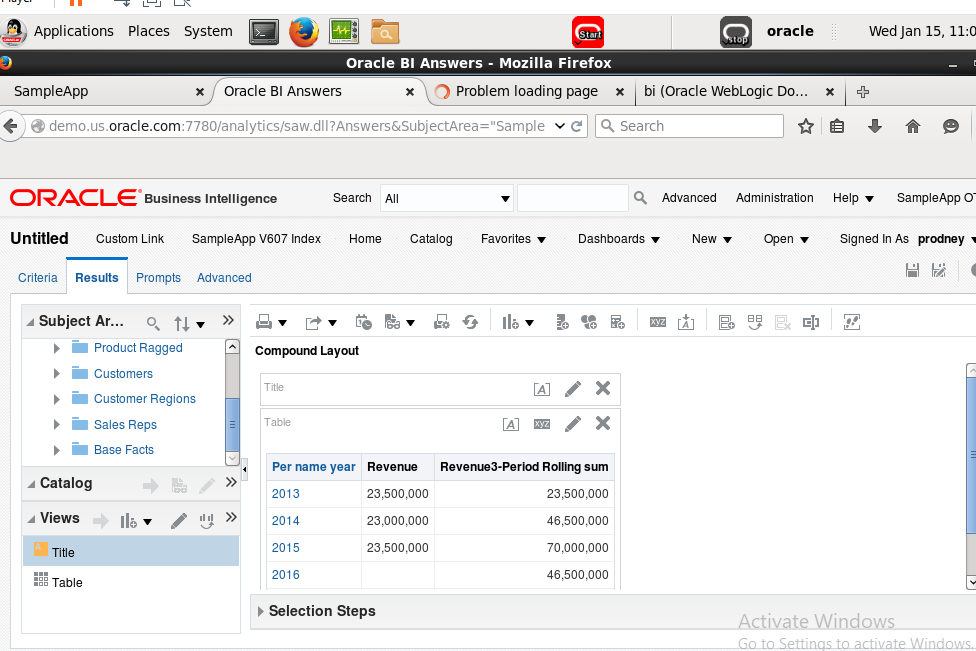 Applications Places System Start stop oracle Wed Jan 15, 11:0
Oracle BI Answers - Mozilla Firefox
SampleApp × Oracle BI Answers × Problem loading page × bi (Oracle WebLogic Do... ×
demo.us.oracle.com:7780/analytics/saw.dll?Answers&SubjectArea="Sample Search
ORACLE Business Intelligence Search All Advanced Administration Help SampleApp OT
Untitled Custom Link SampleApp V607 Index Home Catalog Favorites Dashboards New Open Signed In As prodney
Criteria Results Prompts Advanced
Subject Ar... »
Product Ragged
Customers
Customer Regions
Sales Reps
Base Facts
Catalog »
Views »
Title
Table
Compound Layout
Title
Table
Per name year Revenue Revenue3-Period Rolling sum
2013 23,500,000 23,500,000
2014 23,000,000 46,500,000
2015 23,500,000 70,000,000
2016 46,500,000
Selection Steps
Activate Windows
Go to Settings to activate Windows.